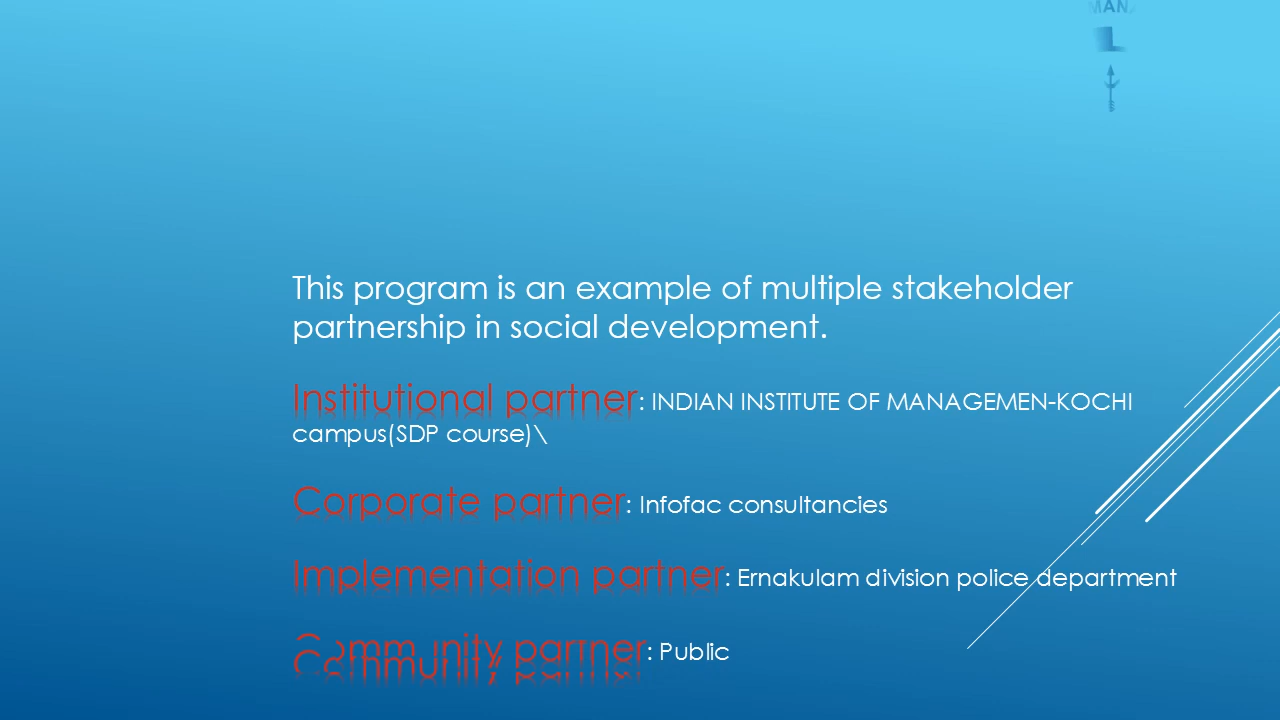 MAN
This program is an example of multiple stakeholder
partnership in social development.
Institutional partner: INDIAN INSTITUTE OF MANAGEMEN-KOCHI
campus(SDP course)\
Corporate partner: Infofac consultancies
Implementation partner: Ernakulam division police department
Community partner: Public